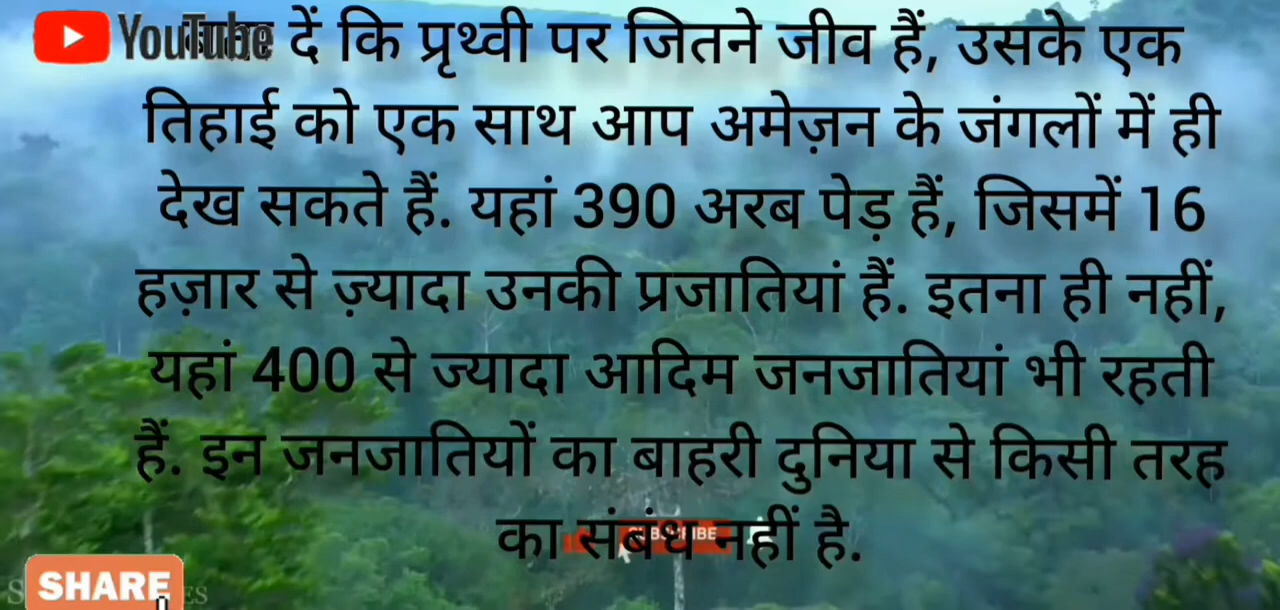 YouTube दें कि पृथ्वी पर जितने जीव हैं, उसके एक
तिहाई को एक साथ आप अमेज़न के जंगलों में ही
देख सकते हैं. यहां 390 अरब पेड़ हैं, जिसमें 16
हज़ार से ज़्यादा उनकी प्रजातियां हैं. इतना ही नहीं,
यहां 400 से ज्यादा आदिम जनजातियां भी रहती
हैं. इन जनजातियों का बाहरी दुनिया से किसी तरह
का संबंध नहीं है.
SUBSCRIBE
SHARE